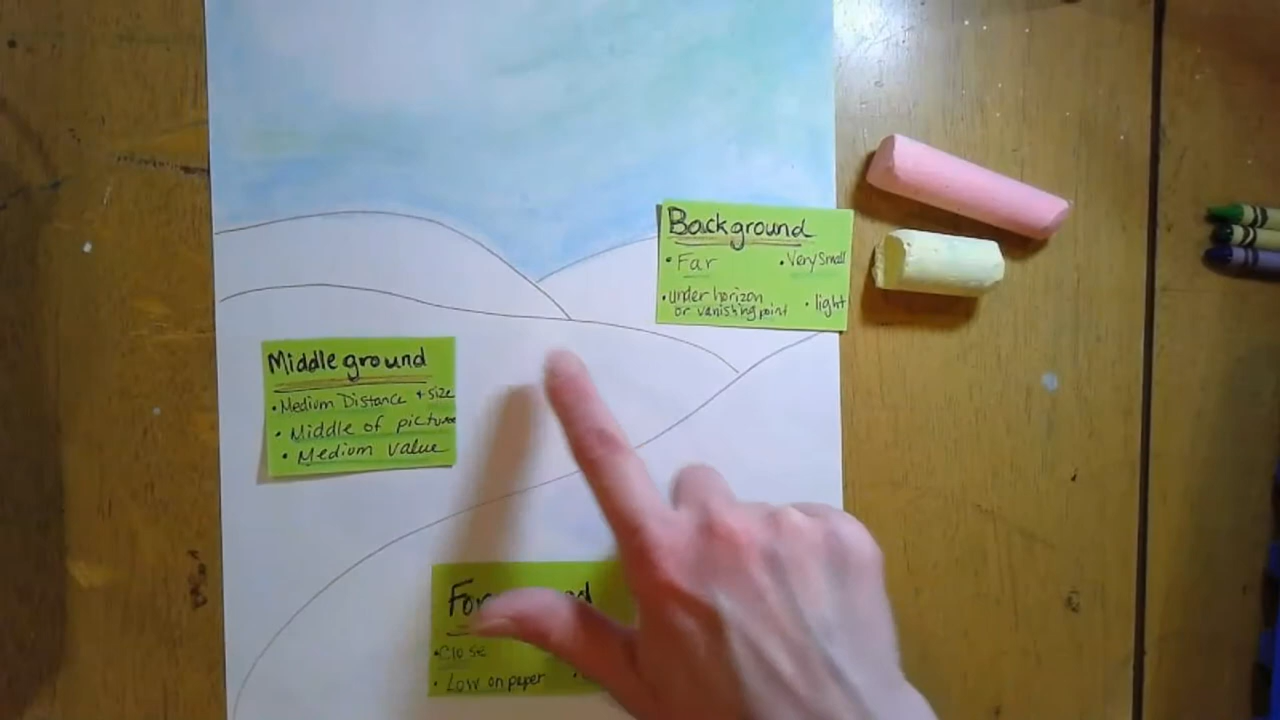 Background
• Far • Very Small
• under horizon
or vanishing point • light
Middle ground
• Medium Distance + size
• Middle of picture
• Medium Value
• Close
• Low on paper